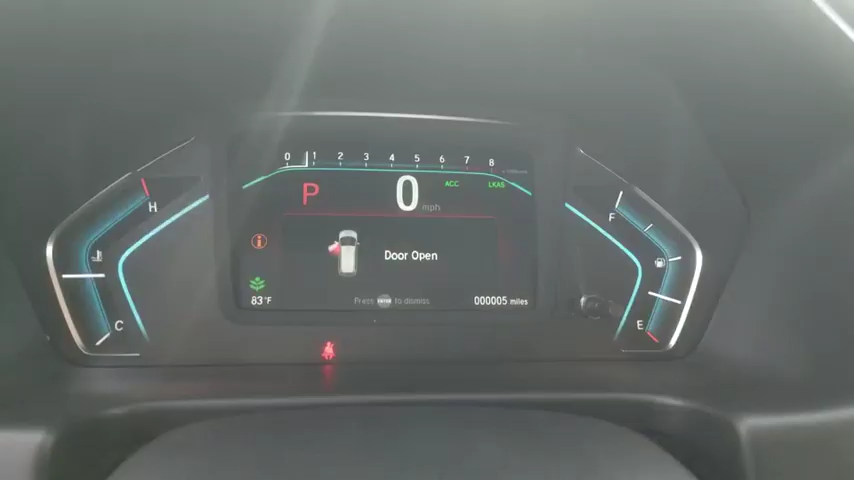 0 1 2 3 4 5 6 7 8
P 0 mph ACC LKAS
H
F
Door Open
C
E
83°F
Press ENTER to dismiss
000005 miles